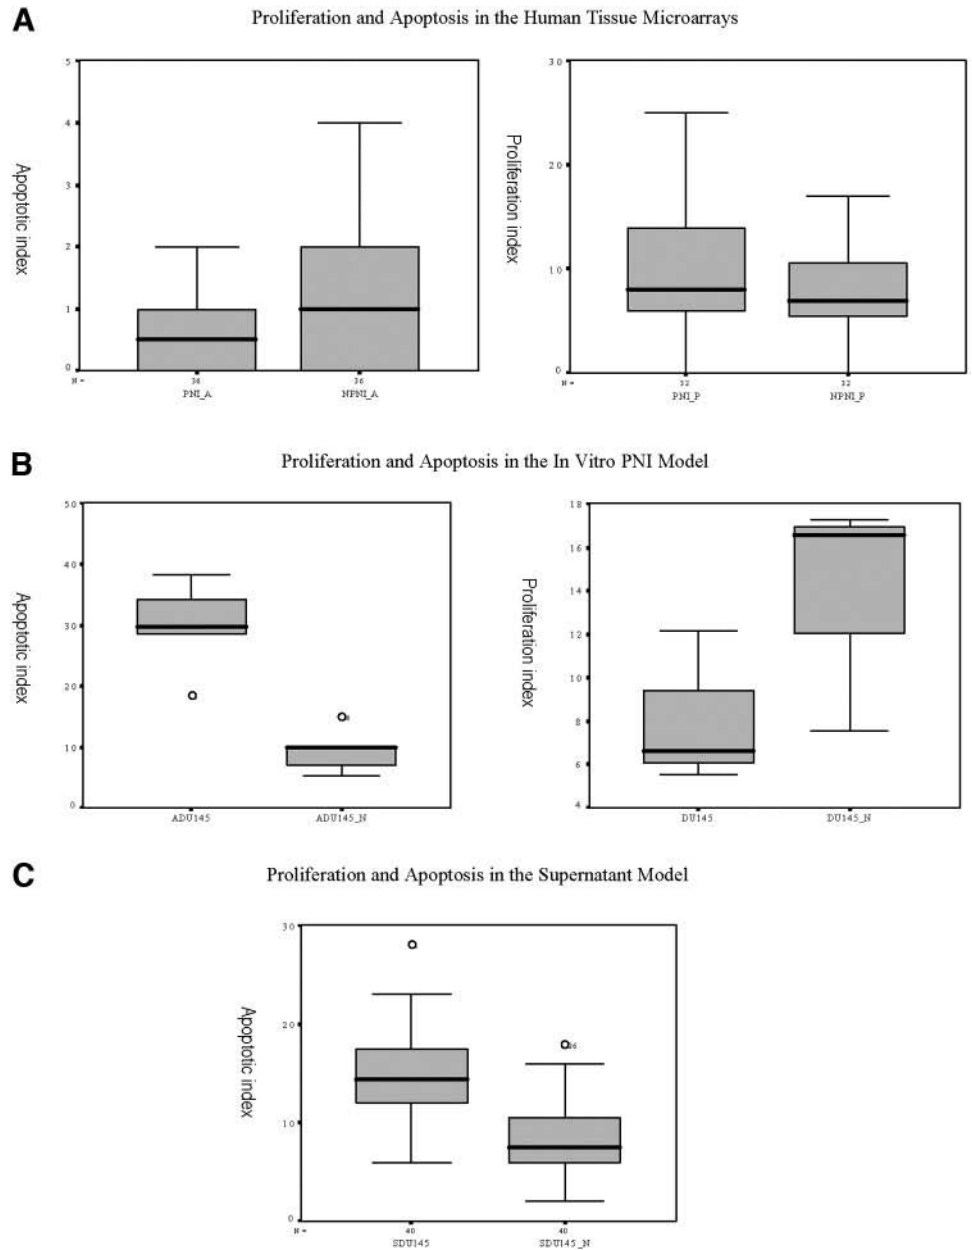 A
Proliferation and Apoptosis in the Human Tissue Microarrays
5
4
3
2
1
0
Apoptotic index
N =
36
36
PNI_A
NPNI_A
30
20
10
0
Proliferation index
N =
32
32
PNI_P
NPNI_P
B
Proliferation and Apoptosis in the In Vitro PNI Model
50
40
30
20
10
0
Apoptotic index
ADU145
ADU145_N
18
16
14
12
10
8
6
4
Proliferation index
DU145
DU145_N
C
Proliferation and Apoptosis in the Supernatant Model
30
20
10
0
Apoptotic index
N =
40
40
SDU145
SDU145_N